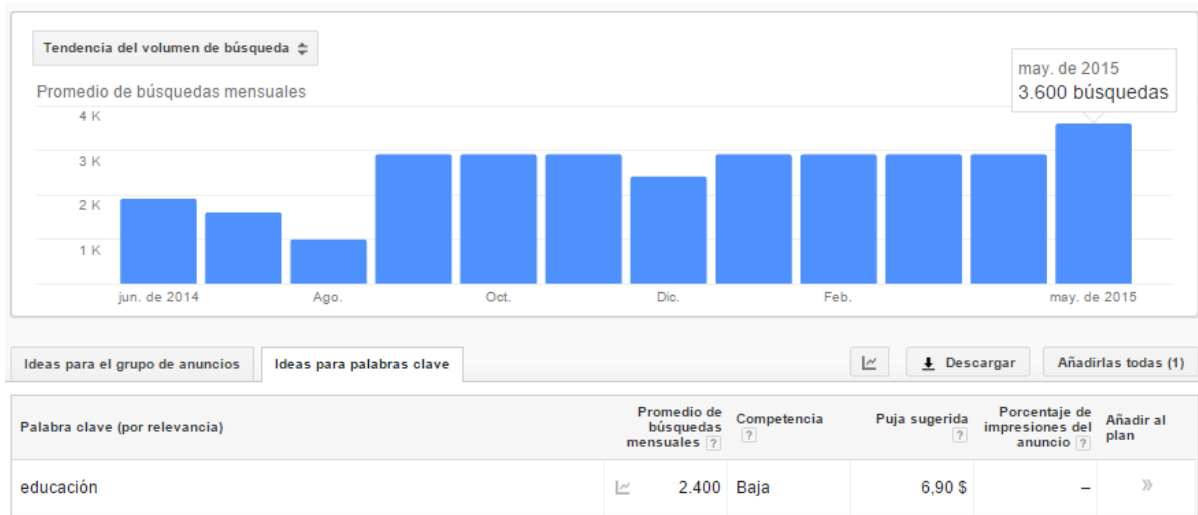 Tendencia del volumen de búsqueda
Promedio de búsquedas mensuales
may. de 2015
3.600 búsquedas
4 K
3 K
2 K
1 K
jun. de 2014 Ago. Oct. Dic. Feb. may. de 2015
Ideas para el grupo de anuncios Ideas para palabras clave Descargar Añadirlas todas (1)
Palabra clave (por relevancia)
Promedio de
búsquedas
mensuales ?
Competencia
?
Puja sugerida
?
Porcentaje de
impresiones del
anuncio ?
Añadir al
plan
educación 2.400 Baja 6,90 $ – »